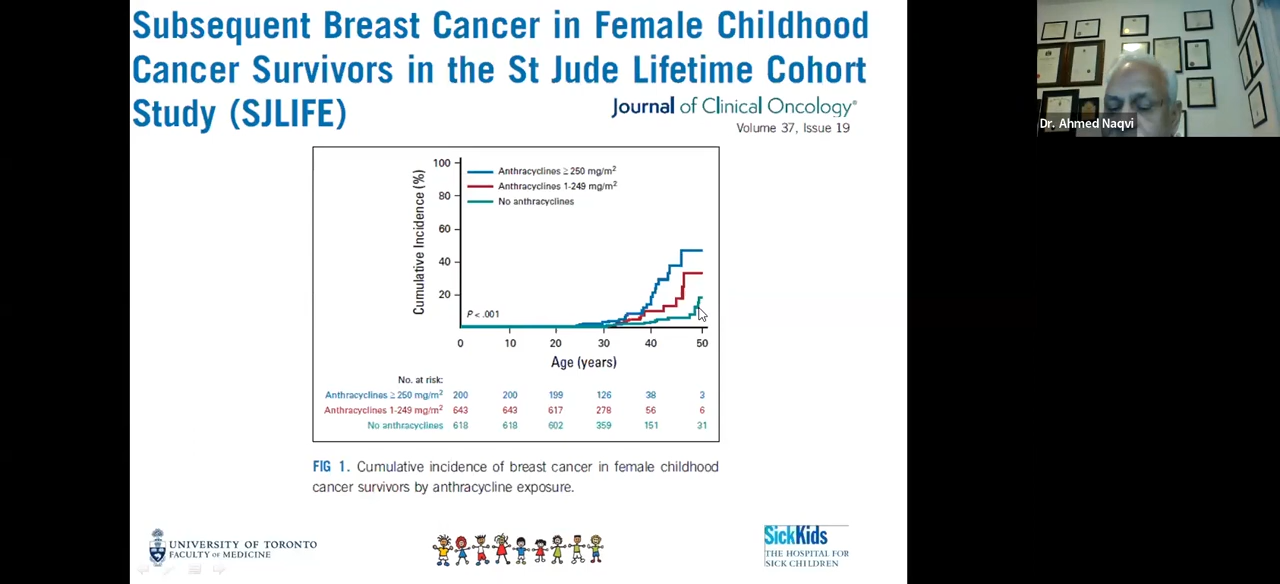 Subsequent Breast Cancer in Female Childhood
Cancer Survivors in the St Jude Lifetime Cohort
Study (SJLIFE)
Journal of Clinical Oncology®
Volume 37, Issue 19
Dr. Ahmed Naqvi
Cumulative Incidence (%)
100
80
60
40
20
Anthracyclines ≥ 250 mg/m²
Anthracyclines 1-249 mg/m²
No anthracyclines
P < .001
0 10 20 30 40 50
Age (years)
No. at risk:
Anthracyclines ≥ 250 mg/m² 200 200 199 126 38 3
Anthracyclines 1-249 mg/m² 643 643 617 278 56 6
No anthracyclines 618 618 602 359 151 31
FIG 1. Cumulative incidence of breast cancer in female childhood
cancer survivors by anthracycline exposure.
UNIVERSITY OF TORONTO
FACULTY OF MEDICINE
SickKids
THE HOSPITAL FOR
SICK CHILDREN